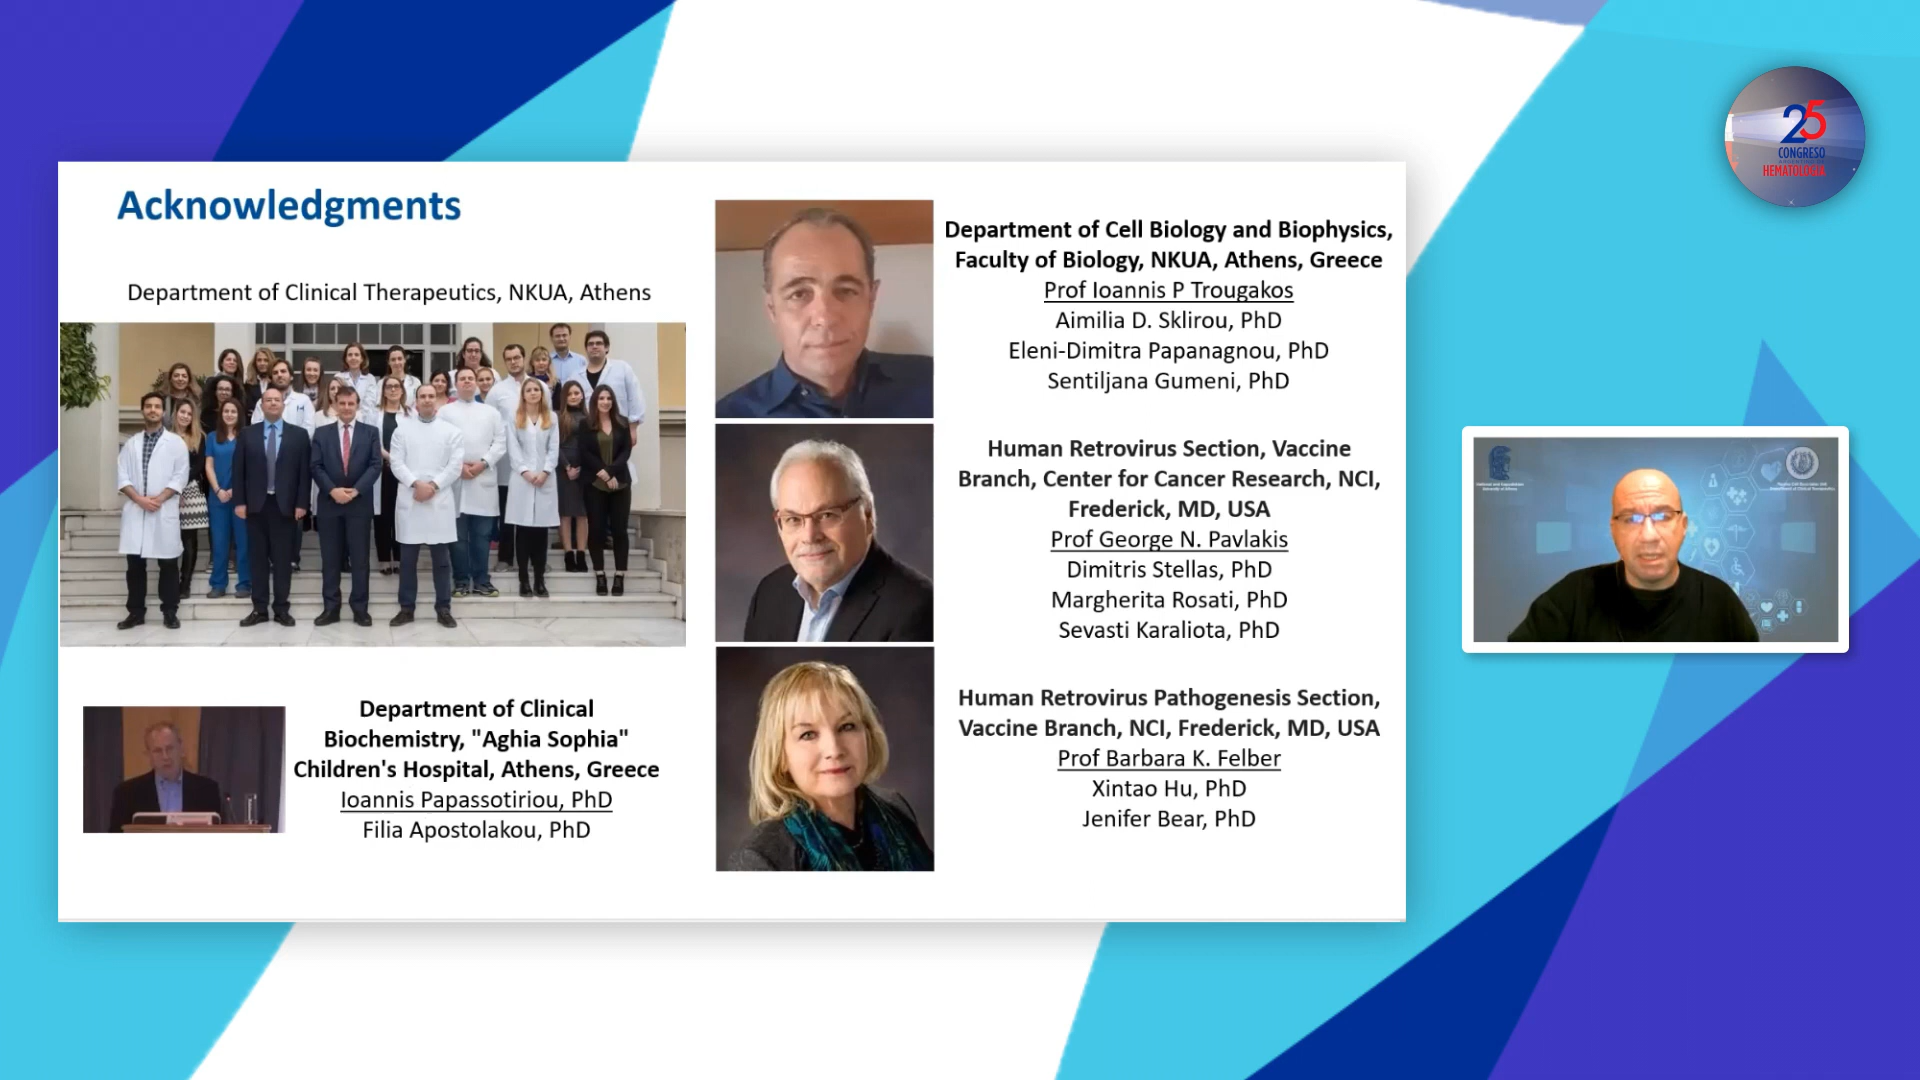 Acknowledgments
Department of Clinical Therapeutics, NKUA, Athens
Department of Clinical
Biochemistry, "Aghia Sophia"
Children's Hospital, Athens, Greece
Ioannis Papassotiriou, PhD
Filia Apostolakou, PhD
Department of Cell Biology and Biophysics,
Faculty of Biology, NKUA, Athens, Greece
Prof Ioannis P Trougakos
Aimilia D. Sklirou, PhD
Eleni-Dimitra Papanagnou, PhD
Sentiljana Gumeni, PhD
Human Retrovirus Section, Vaccine
Branch, Center for Cancer Research, NCI,
Frederick, MD, USA
Prof George N. Pavlakis
Dimitris Stellas, PhD
Margherita Rosati, PhD
Sevasti Karaliota, PhD
Human Retrovirus Pathogenesis Section,
Vaccine Branch, NCI, Frederick, MD, USA
Prof Barbara K. Felber
Xintao Hu, PhD
Jenifer Bear, PhD
25
CONGRESO
HEMATOLOGÍA